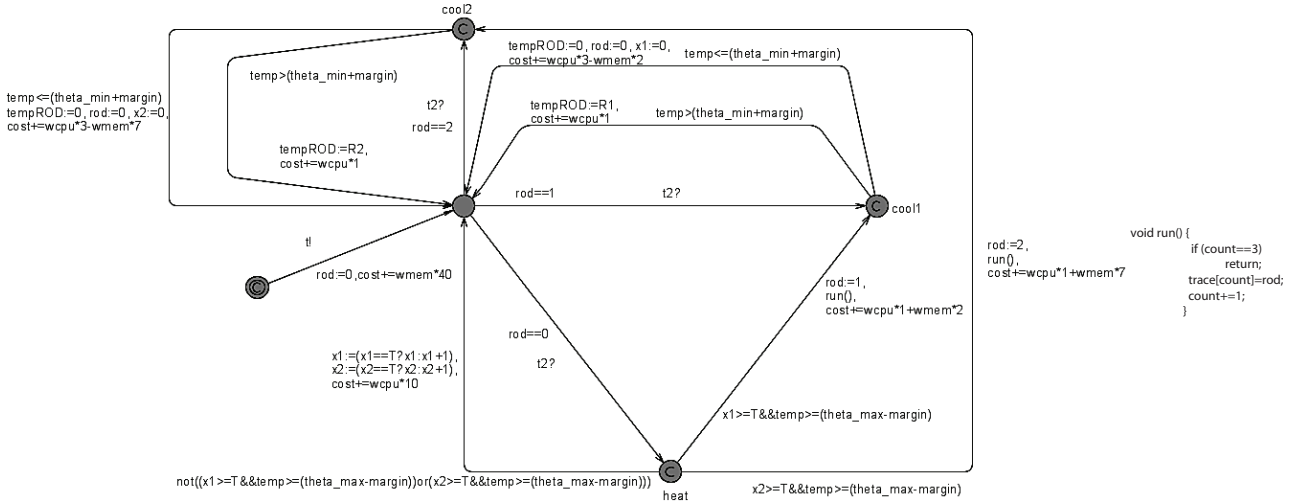 cool2
tempROD:=0, rod:=0, x1:=0,
cost+=wcpu*3-wmem*2
temp<=(theta_min+margin)
temp>(theta_min+margin)
temp<=(theta_min+margin)
tempROD:=0, rod:=0, x2:=0,
cost+=wcpu*3-wmem*7
t2?
rod==2
tempROD:=R1,
cost+=wcpu*1
temp>(theta_min+margin)
tempROD:=R2,
cost+=wcpu*1
rod==1
t2?
C
cool1
t!
rod:=0,cost+=wmem*40
C
rod:=2,
run(),
cost+=wcpu*1+wmem*7
void run() {
if (count==3)
return;
trace[count]=rod;
count+=1;
}
rod:=1,
run(),
cost+=wcpu*1+wmem*2
rod==0
t2?
x1:=(x1==T?x1:x1+1),
x2:=(x2==T?x2:x2+1),
cost+=wcpu*10
x1>=T&&temp>=(theta_max-margin)
C
not((x1>=T&&temp>=(theta_max-margin))or(x2>=T&&temp>=(theta_max-margin)))
heat
x2>=T&&temp>=(theta_max-margin)
C